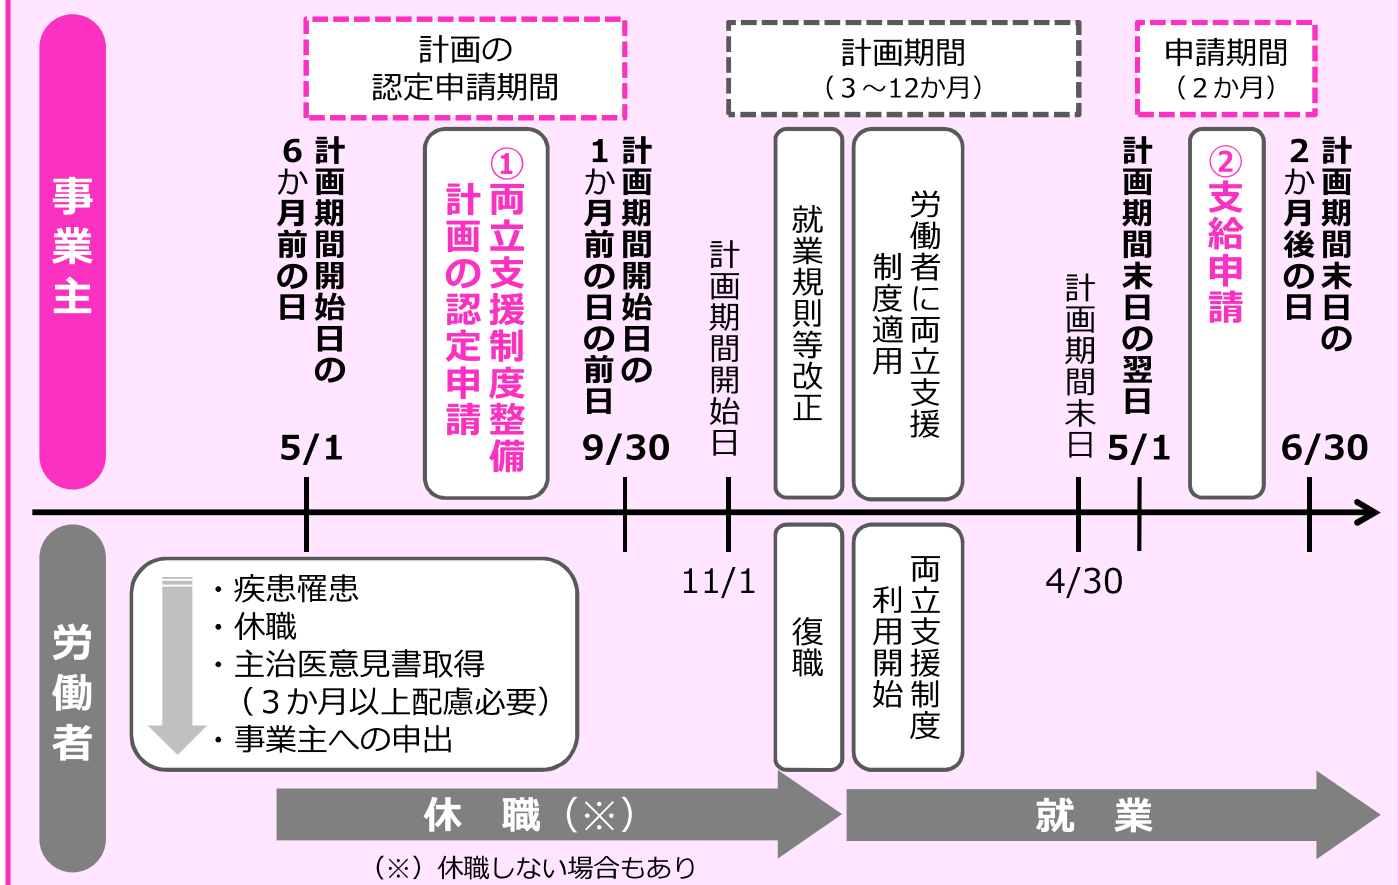 事業主
計画の
認定申請期間
計画期間
（３～12か月）
申請期間
（２か月）
計画期間開始日の
6か月前の日
5/1
①両立支援制度整備
計画の認定申請
計画期間開始日の
1か月前の日の前日
9/30
計画期間開始日
就業規則等改正
労働者に両立支援
制度適用
計画期間末日
計画期間末日の翌日
5/1
②支給申請
計画期間末日の
2か月後の日
6/30
労働者
・疾患罹患
・休職
・主治医意見書取得
（３か月以上配慮必要）
・事業主への申出
11/1
復職
両立支援制度
利用開始
4/30
休　職（※）
就　業
（※）休職しない場合もあり